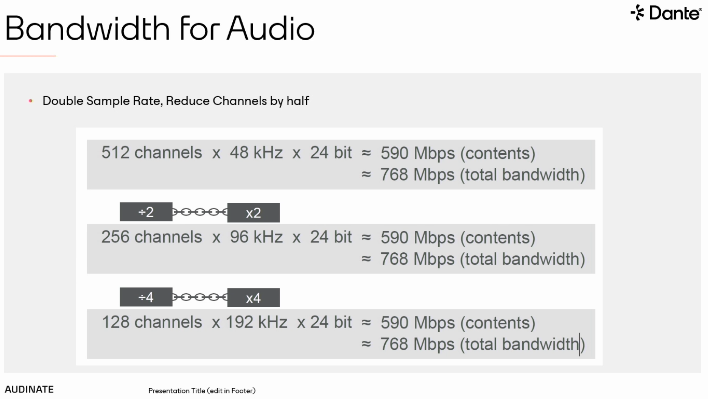 Bandwidth for Audio
Dante
• Double Sample Rate, Reduce Channels by half
512 channels x 48 kHz x 24 bit ≈ 590 Mbps (contents)
≈ 768 Mbps (total bandwidth)
÷2 x2
256 channels x 96 kHz x 24 bit ≈ 590 Mbps (contents)
≈ 768 Mbps (total bandwidth)
÷4 x4
128 channels x 192 kHz x 24 bit ≈ 590 Mbps (contents)
≈ 768 Mbps (total bandwidth)
AUDINATE
Presentation Title (edit in Footer)